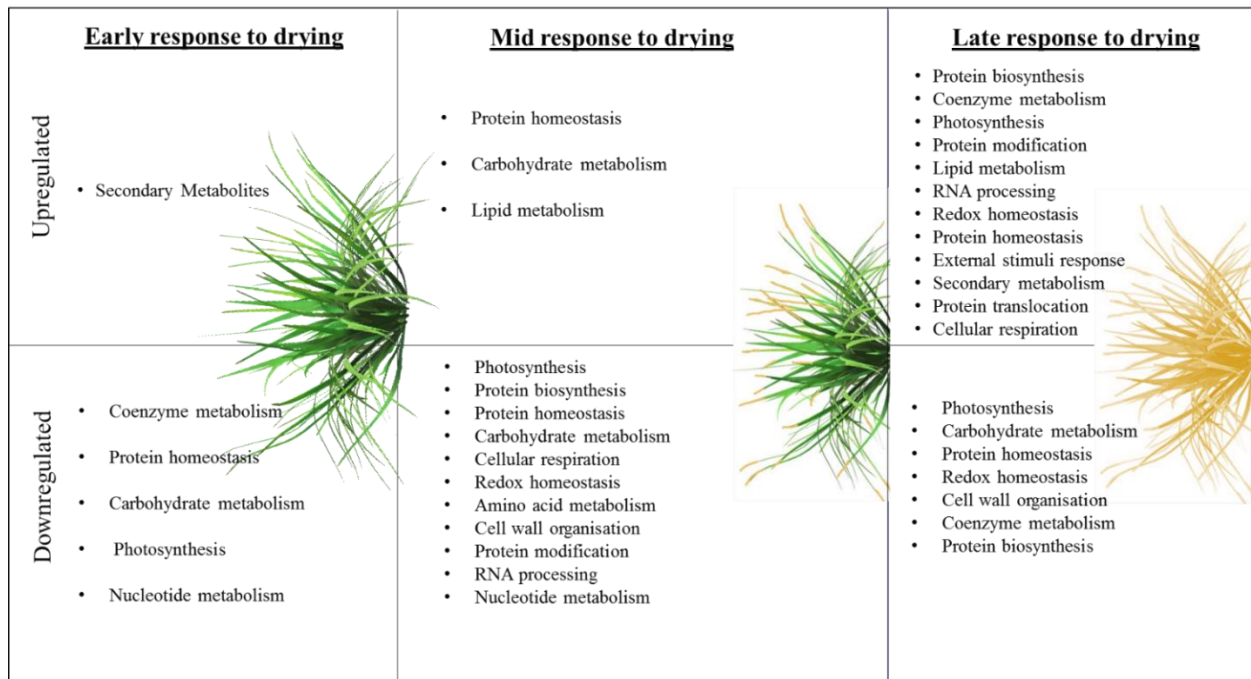 Early response to drying
Mid response to drying
Late response to drying
Upregulated
• Secondary Metabolites
• Protein homeostasis
• Carbohydrate metabolism
• Lipid metabolism
• Protein biosynthesis
• Coenzyme metabolism
• Photosynthesis
• Protein modification
• Lipid metabolism
• RNA processing
• Redox homeostasis
• Protein homeostasis
• External stimuli response
• Secondary metabolism
• Protein translocation
• Cellular respiration
Downregulated
• Coenzyme metabolism
• Protein homeostasis
• Carbohydrate metabolism
• Photosynthesis
• Nucleotide metabolism
• Photosynthesis
• Protein biosynthesis
• Protein homeostasis
• Carbohydrate metabolism
• Cellular respiration
• Redox homeostasis
• Amino acid metabolism
• Cell wall organisation
• Protein modification
• RNA processing
• Nucleotide metabolism
• Photosynthesis
• Carbohydrate metabolism
• Protein homeostasis
• Redox homeostasis
• Cell wall organisation
• Coenzyme metabolism
• Protein biosynthesis